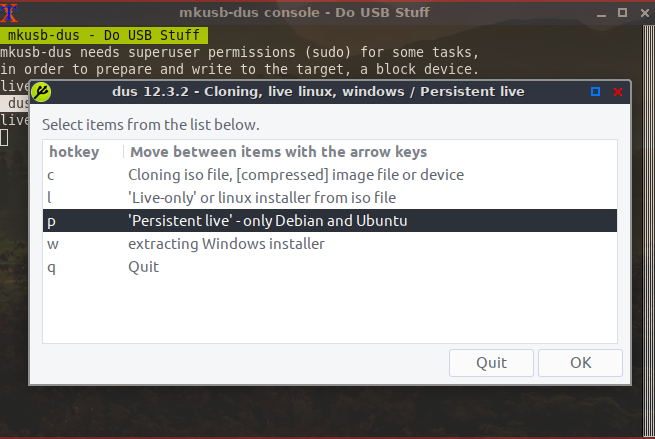 mkusb-dus console - Do USB Stuff
mkusb-dus - Do USB Stuff
mkusb-dus needs superuser permissions (sudo) for some tasks,
in order to prepare and write to the target, a block device.
live
dus
live
dus 12.3.2 - Cloning, live linux, windows / Persistent live
Select items from the list below.
hotkey Move between items with the arrow keys
c Cloning iso file, [compressed] image file or device
l 'Live-only' or linux installer from iso file
p 'Persistent live' - only Debian and Ubuntu
w extracting Windows installer
q Quit
Quit OK